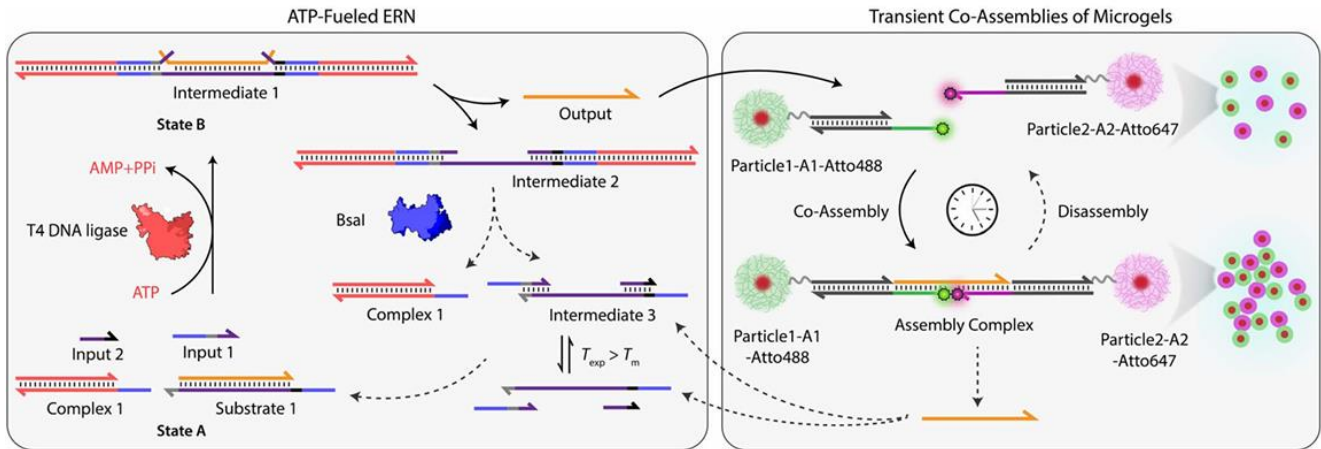 ATP-Fueled ERN
Intermediate 1
State B
Output
AMP+PPi
T4 DNA ligase
ATP
Intermediate 2
BsaI
Complex 1
Intermediate 3
Texp > Tm
Input 2
Input 1
Complex 1
Substrate 1
State A
Transient Co-Assemblies of Microgels
Particle1-A1-Atto488
Particle2-A2-Atto647
Co-Assembly
Disassembly
Particle1-A1
-Atto488
Assembly Complex
Particle2-A2
-Atto647